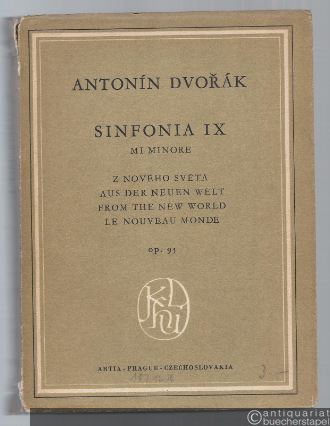 ANTONÍN DVOŘÁK
SINFONIA IX
MI MINORE
Z NOVÉHO SVĚTA
AUS DER NEUEN WELT
FROM THE NEW WORLD
LE NOUVEAU MONDE
op. 95
ARTIA - PRAGUE - CZECHOSLOVAKIA
3.-
antiquariat
buecherstapel